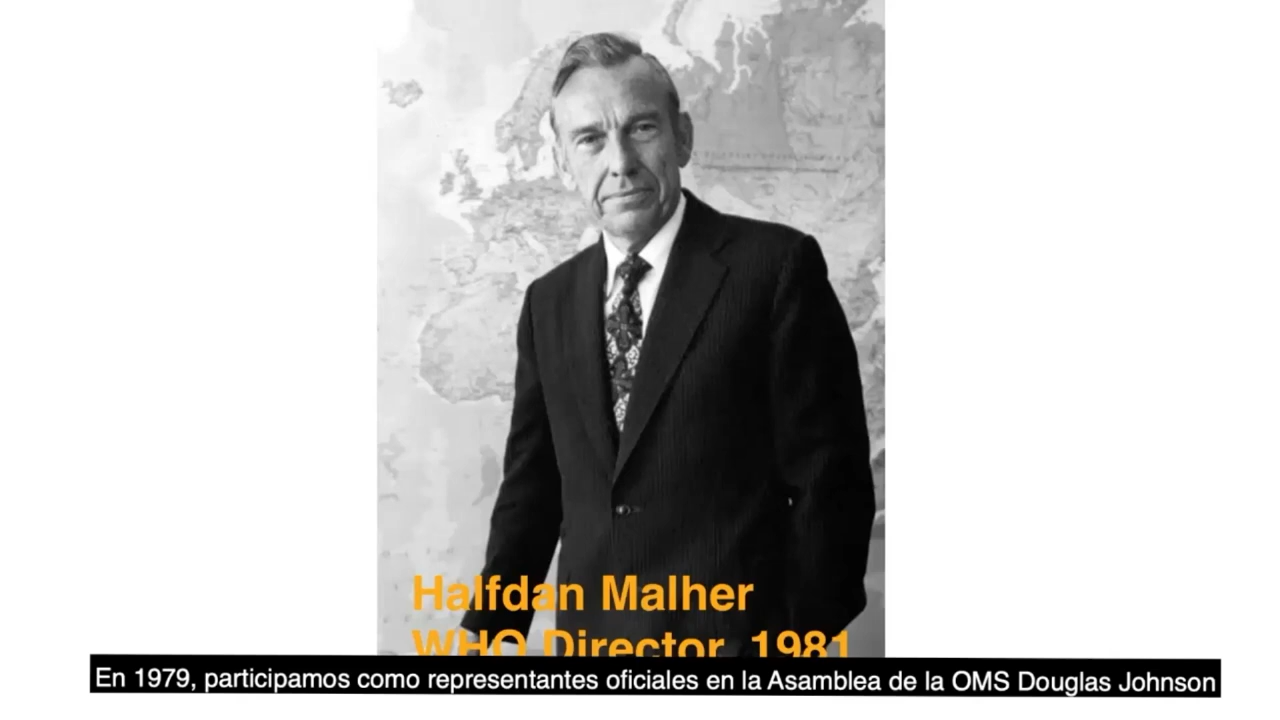 Halfdan Malher
WHO Director, 1981
En 1979, participamos como representantes oficiales en la Asamblea de la OMS Douglas Johnson